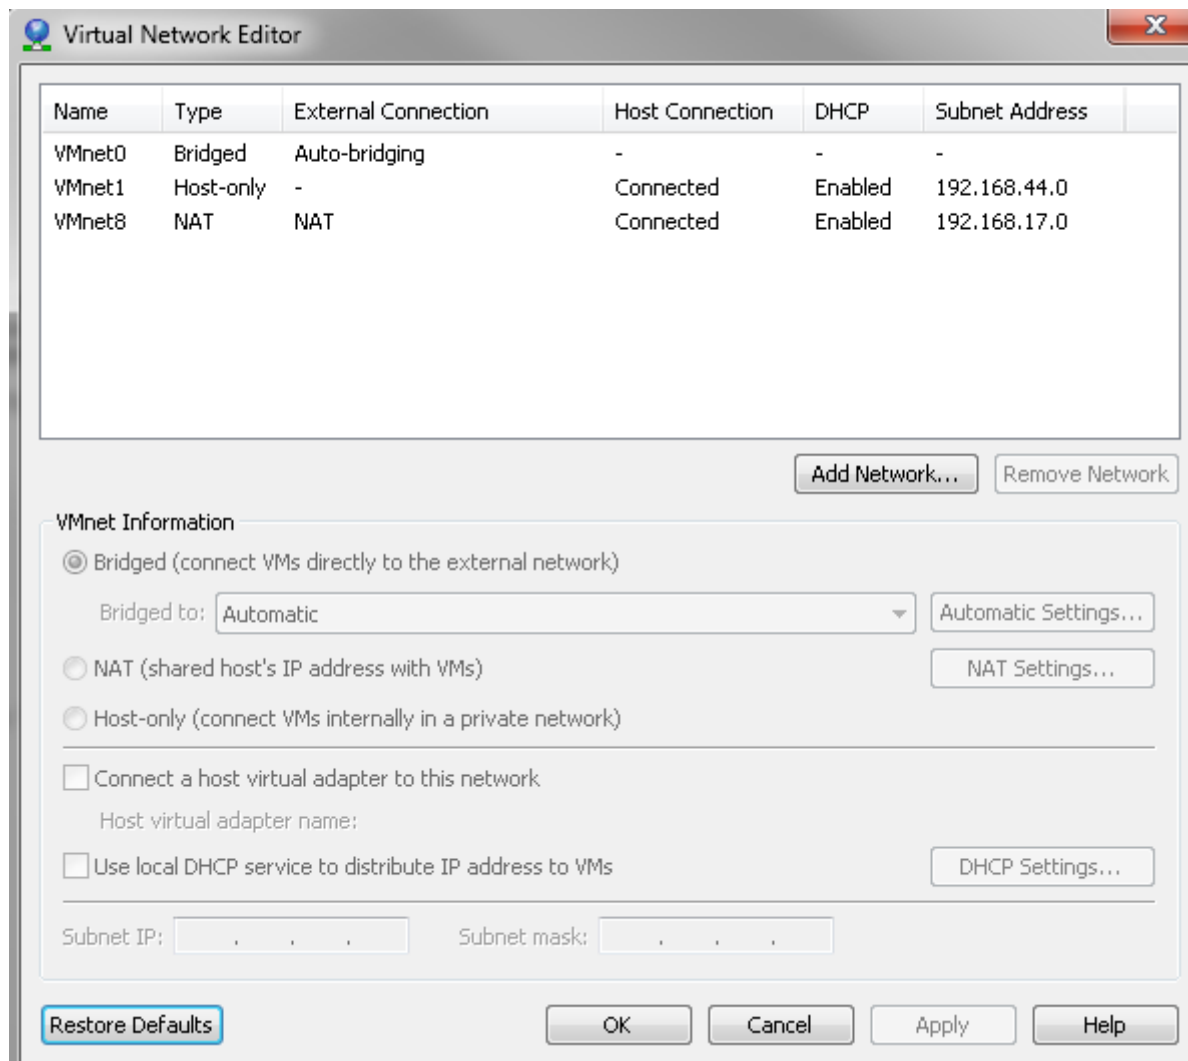 Virtual Network Editor
Name Type External Connection Host Connection DHCP Subnet Address
VMnet0 Bridged Auto-bridging - - -
VMnet1 Host-only - Connected Enabled 192.168.44.0
VMnet8 NAT NAT Connected Enabled 192.168.17.0
Add Network... Remove Network
VMnet Information
Bridged (connect VMs directly to the external network)
Bridged to: Automatic Automatic Settings...
NAT (shared host's IP address with VMs) NAT Settings...
Host-only (connect VMs internally in a private network)
Connect a host virtual adapter to this network
Host virtual adapter name:
Use local DHCP service to distribute IP address to VMs DHCP Settings...
Subnet IP: . . . Subnet mask: . . .
Restore Defaults OK Cancel Apply Help